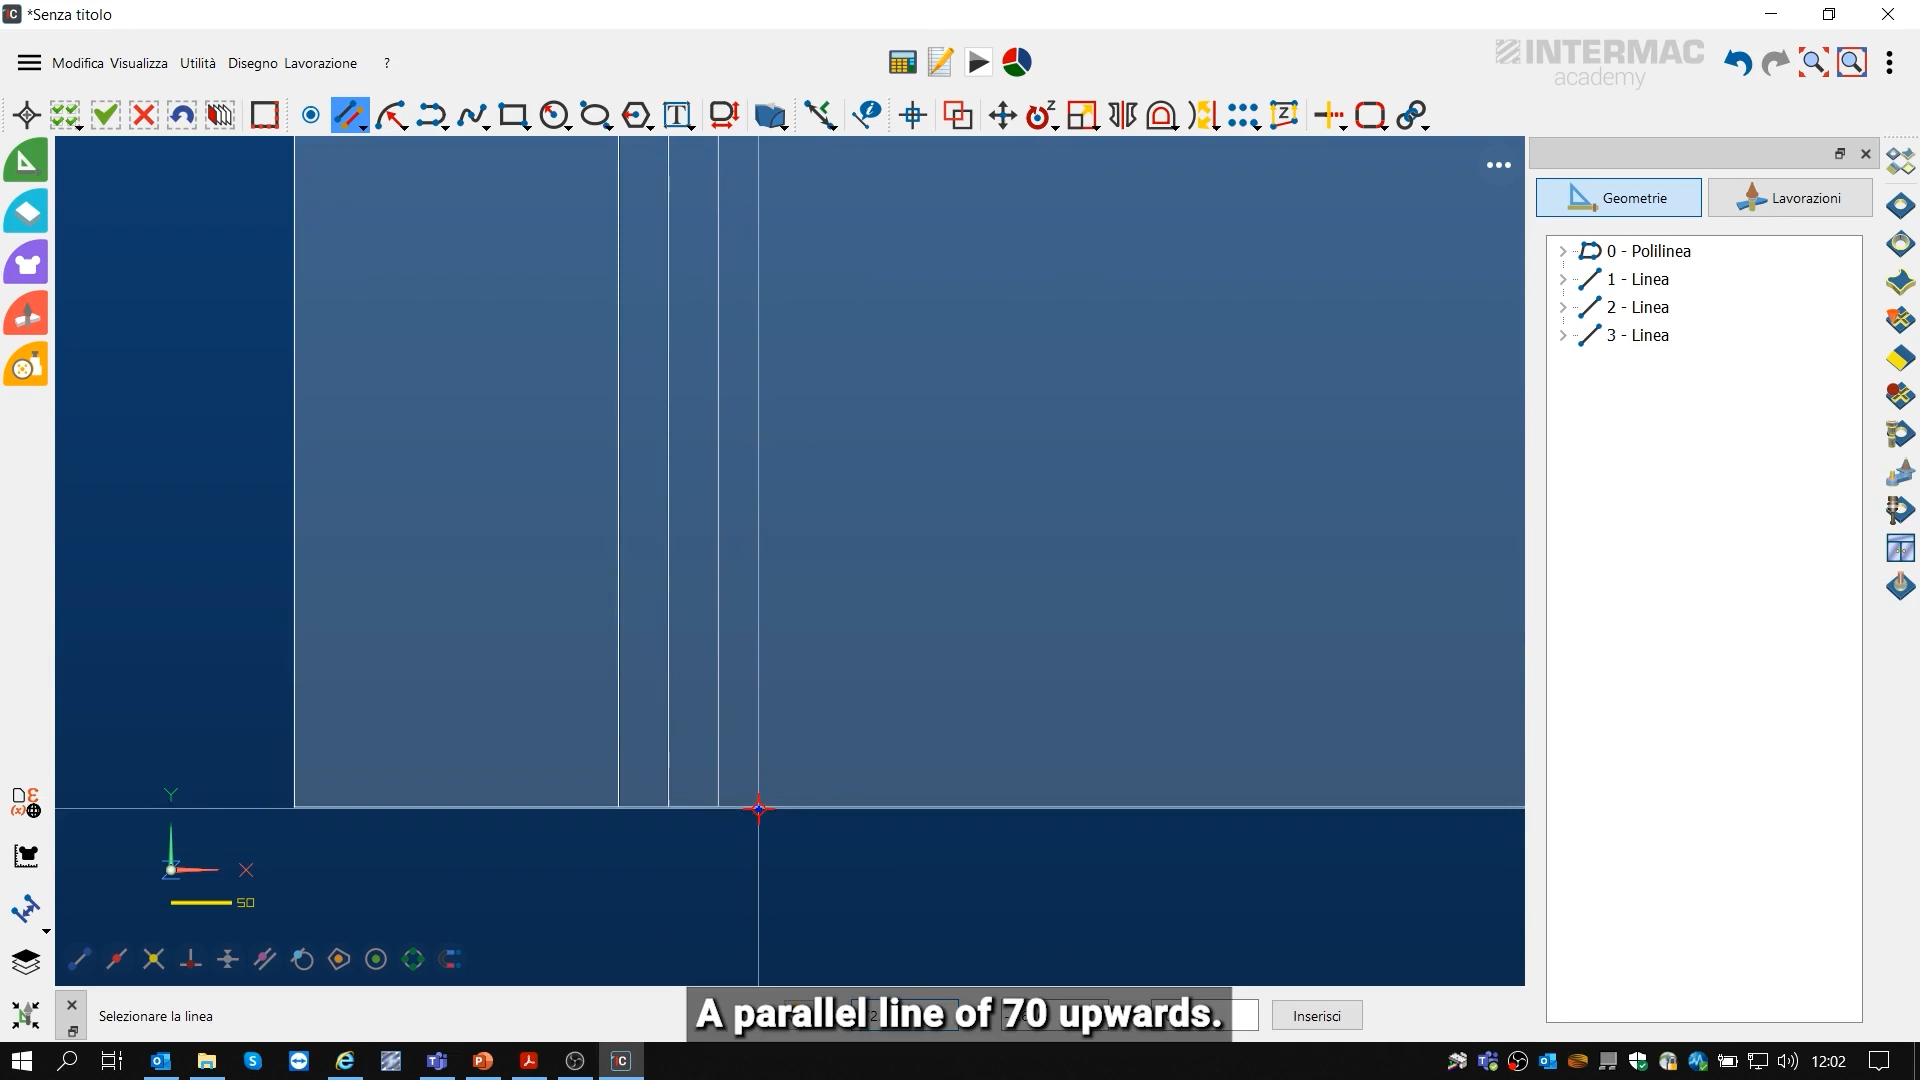 *Senza titolo
Modifica Visualizza Utilità Disegno Lavorazione ?
INTERMAC
academy
Geometrie
Lavorazioni
0 - Polilinea
1 - Linea
2 - Linea
3 - Linea
Y
X
Z
50
Selezionare la linea
A parallel line of 70 upwards.
Inserisci
12:02